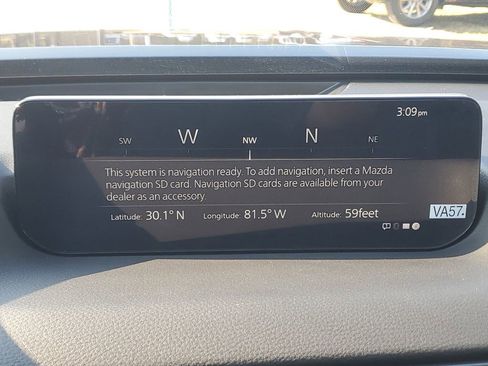 3:09pm
SW W NW N NE
This system is navigation ready. To add navigation, insert a Mazda
navigation SD card. Navigation SD cards are available from your
dealer as an accessory.
Latitude: 30.1° N Longitude: 81.5° W Altitude: 59feet
VA57.